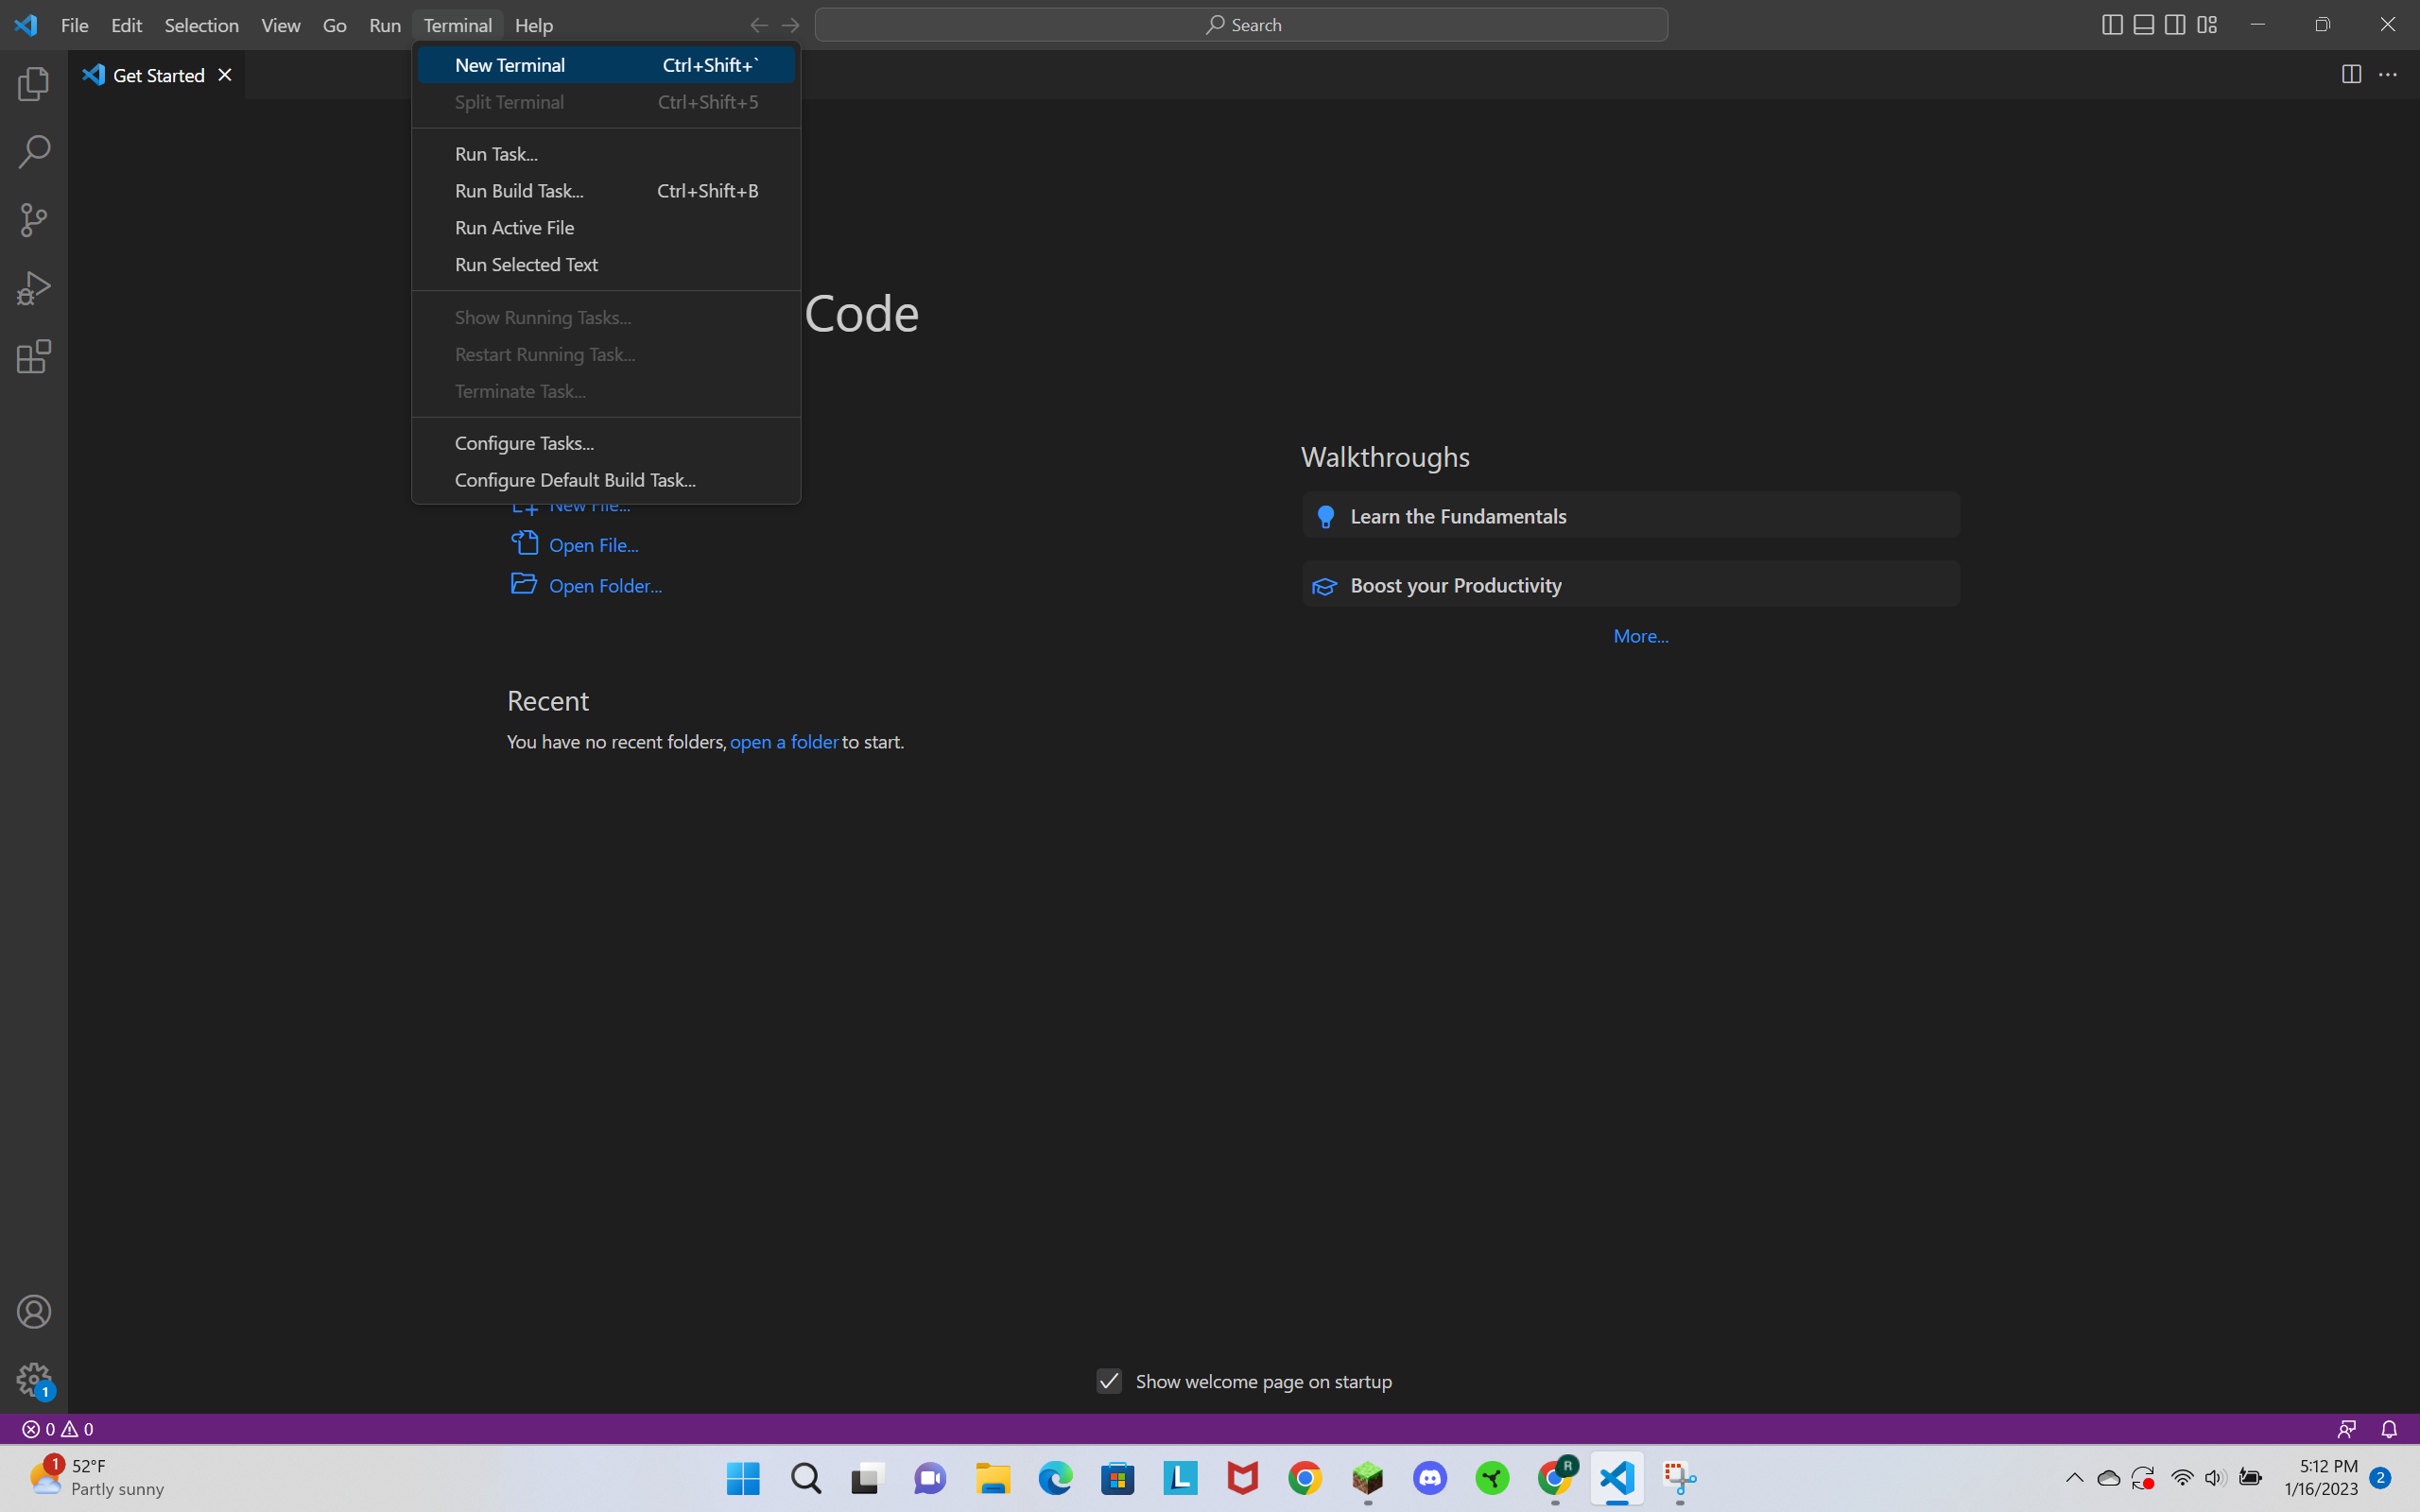 File Edit Selection View Go Run Terminal Help Search
Get Started
New Terminal Ctrl+Shift+`
Split Terminal Ctrl+Shift+5
Run Task...
Run Build Task... Ctrl+Shift+B
Run Active File
Run Selected Text
Show Running Tasks...
Restart Running Task...
Terminate Task...
Configure Tasks...
Configure Default Build Task...
Code
New File...
Open File...
Open Folder...
Recent
You have no recent folders, open a folder to start.
Walkthroughs
Learn the Fundamentals
Boost your Productivity
More...
Show welcome page on startup
1
0 0
1 52°F
Partly sunny
L
R
5:12 PM
1/16/2023
2